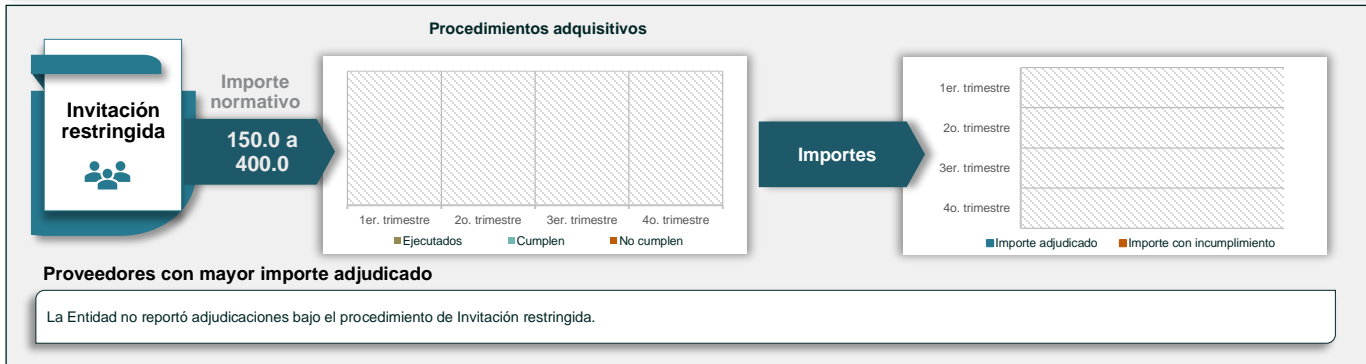 Procedimientos adquisitivos
Invitación
restringida
Importe
normativo
150.0 a
400.0
1er. trimestre
2o. trimestre
3er. trimestre
4o. trimestre
Ejecutados
Cumplen
No cumplen
Importes
1er. trimestre
2o. trimestre
3er. trimestre
4o. trimestre
Importe adjudicado
Importe con incumplimiento
Proveedores con mayor importe adjudicado
La Entidad no reportó adjudicaciones bajo el procedimiento de Invitación restringida.